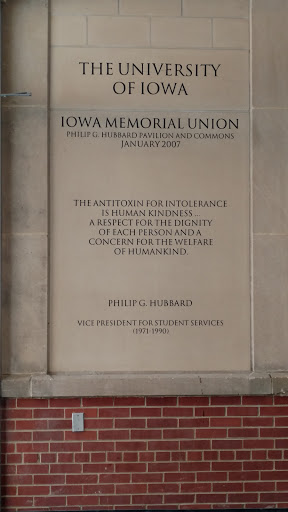 THE UNIVERSITY
OF IOWA
IOWA MEMORIAL UNION
PHILIP G. HUBBARD PAVILION AND COMMONS
JANUARY 2007
THE ANTITOXIN FOR INTOLERANCE
IS HUMAN KINDNESS ...
A RESPECT FOR THE DIGNITY
OF EACH PERSON AND A
CONCERN FOR THE WELFARE
OF HUMANKIND.
PHILIP G. HUBBARD
VICE PRESIDENT FOR STUDENT SERVICES
(1971-1990)